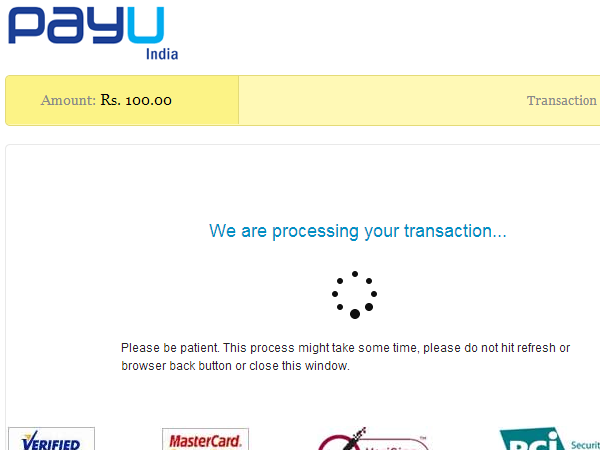 payu
India
Amount: Rs. 100.00
Transaction
We are processing your transaction...
Please be patient. This process might take some time, please do not hit refresh or
browser back button or close this window.
VERIFIED
MasterCard.
VeriSign
TM
PCI
Securit